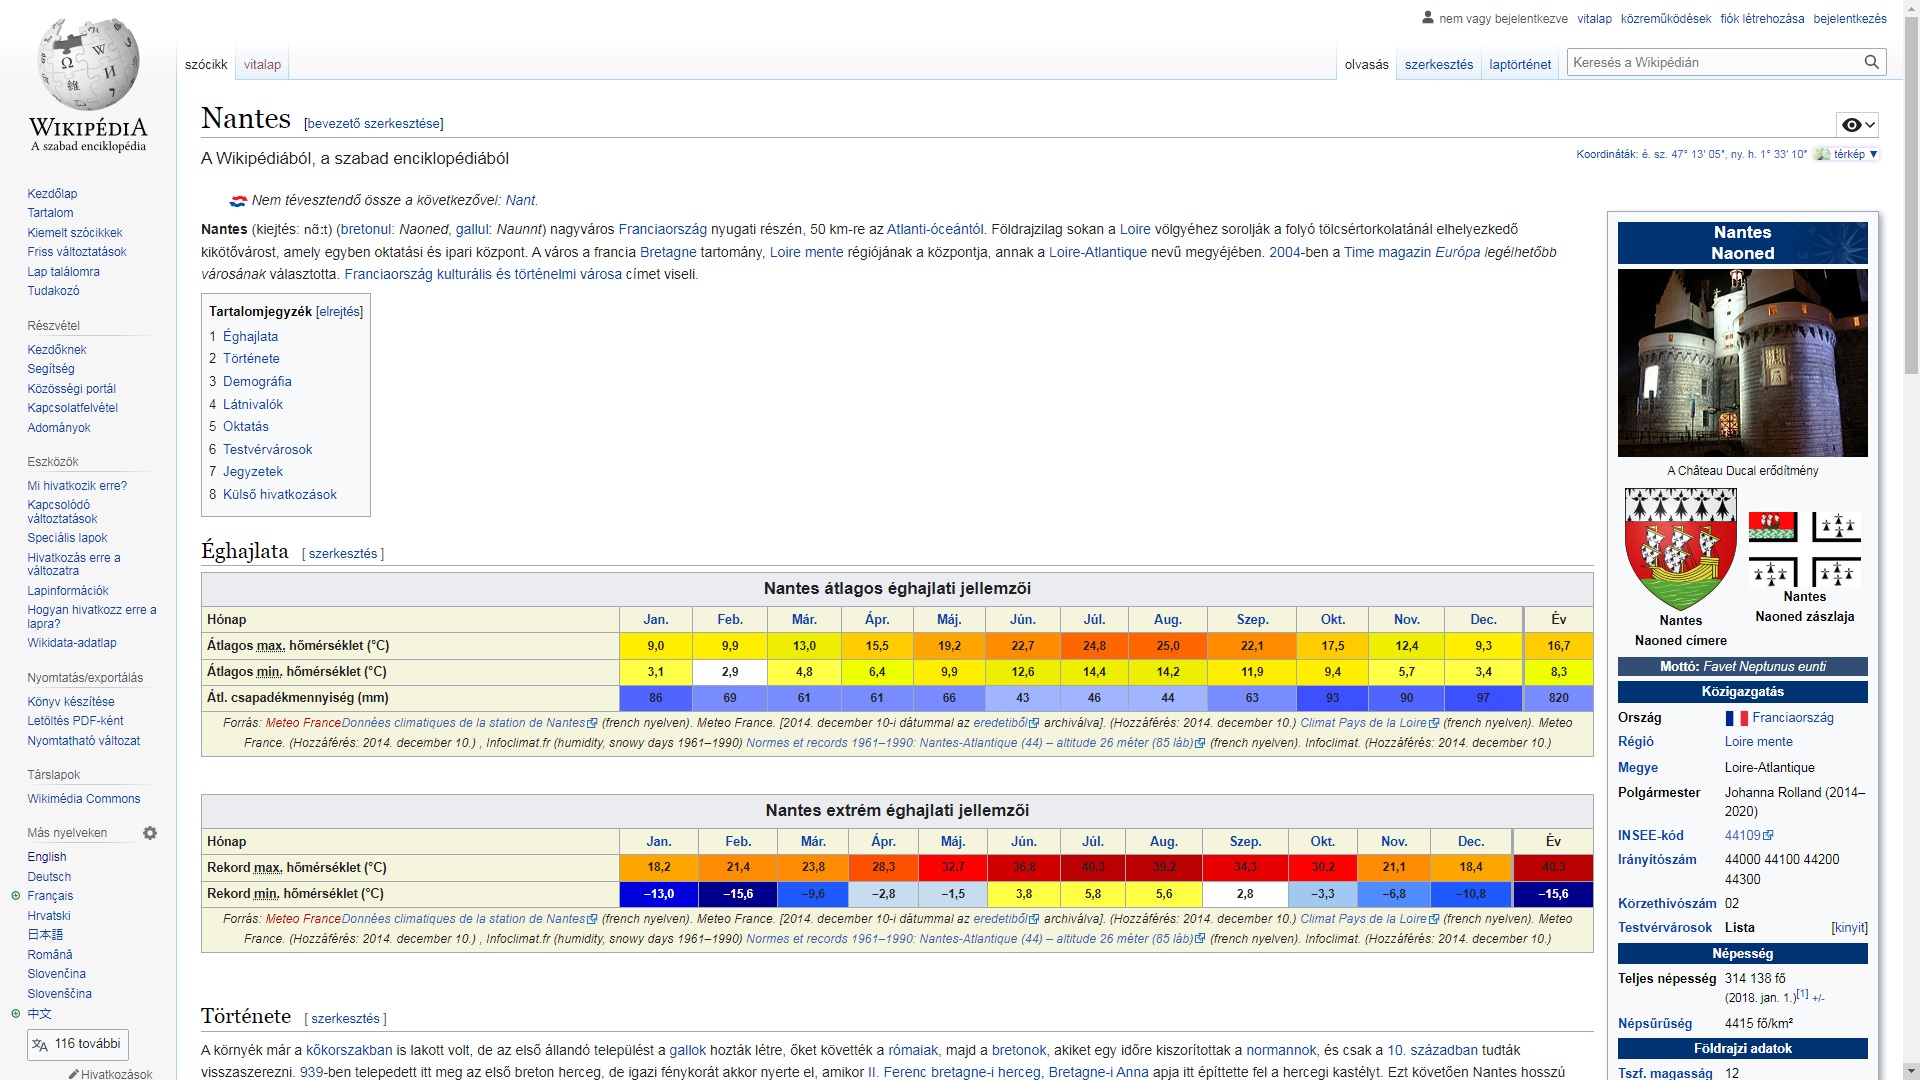 nem vagy bejelentkezve vitalap közreműködések fiók létrehozása bejelentkezés
szócikk vitalap olvasás szerkesztés laptörténet Keresés a Wikipédián
WIKIPÉDIA
A szabad enciklopédia
Kezdőlap
Tartalom
Kiemelt szócikkek
Friss változtatások
Lap találomra
Tudakozó
Részvétel
Kezdőknek
Segítség
Közösségi portál
Kapcsolatfelvétel
Adományok
Eszközök
Mi hivatkozik erre?
Kapcsolódó
változtatások
Speciális lapok
Hivatkozás erre a
változatra
Lapinformációk
Hogyan hivatkozz erre a
lapra?
Wikidata-adatlap
Nyomtatás/exportálás
Könyv készítése
Letöltés PDF-ként
Nyomtatható változat
Társlapok
Wikimédia Commons
Más nyelveken
English
Deutsch
Français
Hrvatski
日本語
Română
Slovenčina
Slovenščina
中文
116 további
Hivatkozások
Nantes [bevezető szerkesztése]
A Wikipédiából, a szabad enciklopédiából
Koordináták: é. sz. 47° 13′ 05″, ny. h. 1° 33′ 10″ térkép ▼
Nem tévesztendő össze a következővel: Nant.
Nantes (kiejtés: nɑ̃ːt) (bretonul: Naoned, gallul: Naunnt) nagyváros Franciaország nyugati részén, 50 km-re az Atlanti-óceántól. Földrajzilag sokan a Loire völgyéhez sorolják a folyó tölcsértorkolatánál elhelyezkedő
kikötővárost, amely egyben oktatási és ipari központ. A város a francia Bretagne tartomány, Loire mente régiójának a központja, annak a Loire-Atlantique nevű megyéjében. 2004-ben a Time magazin Európa legélhetőbb
városának választotta. Franciaország kulturális és történelmi városa címet viseli.
Tartalomjegyzék [elrejtés]
1 Éghajlata
2 Története
3 Demográfia
4 Látnivalók
5 Oktatás
6 Testvérvárosok
7 Jegyzetek
8 Külső hivatkozások
Éghajlata [ szerkesztés ]
Nantes átlagos éghajlati jellemzői
Hónap Jan. Feb. Már. Ápr. Máj. Jún. Júl. Aug. Szep. Okt. Nov. Dec. Év
Átlagos max. hőmérséklet (°C) 9,0 9,9 13,0 15,5 19,2 22,7 24,8 25,0 22,1 17,5 12,4 9,3 16,7
Átlagos min. hőmérséklet (°C) 3,1 2,9 4,8 6,4 9,9 12,6 14,4 14,2 11,9 9,4 5,7 3,4 8,3
Átl. csapadékmennyiség (mm) 86 69 61 61 66 43 46 44 63 93 90 97 820
Forrás: Meteo FranceDonnées climatiques de la station de Nantes (french nyelven). Meteo France. [2014. december 10-i dátummal az eredetiből archiválva]. (Hozzáférés: 2014. december 10.) Climat Pays de la Loire (french nyelven). Meteo
France. (Hozzáférés: 2014. december 10.) , Infoclimat.fr (humidity, snowy days 1961–1990) Normes et records 1961–1990: Nantes-Atlantique (44) – altitude 26 méter (85 láb) (french nyelven). Infoclimat. (Hozzáférés: 2014. december 10.)
Nantes extrém éghajlati jellemzői
Hónap Jan. Feb. Már. Ápr. Máj. Jún. Júl. Aug. Szep. Okt. Nov. Dec. Év
Rekord max. hőmérséklet (°C) 18,2 21,4 23,8 28,3 32,7 36,8 40,3 39,2 34,3 30,2 21,1 18,4 40,3
Rekord min. hőmérséklet (°C) –13,0 –15,6 –9,6 –2,8 –1,5 3,8 5,8 5,6 2,8 –3,3 –6,8 –10,8 –15,6
Forrás: Meteo FranceDonnées climatiques de la station de Nantes (french nyelven). Meteo France. [2014. december 10-i dátummal az eredetiből archiválva]. (Hozzáférés: 2014. december 10.) Climat Pays de la Loire (french nyelven). Meteo
France. (Hozzáférés: 2014. december 10.) , Infoclimat.fr (humidity, snowy days 1961–1990) Normes et records 1961–1990: Nantes-Atlantique (44) – altitude 26 méter (85 láb) (french nyelven). Infoclimat. (Hozzáférés: 2014. december 10.)
Története [ szerkesztés ]
A környék már a kőkorszakban is lakott volt, de az első állandó települést a gallok hozták létre, őket követték a rómaiak, majd a bretonok, akiket egy időre kiszorítottak a normannok, és csak a 10. században tudták
visszaszerezni. 939-ben telepedett itt meg az első breton herceg, de igazi fénykorát akkor nyerte el, amikor II. Ferenc bretagne-i herceg, Bretagne-i Anna apja itt építtette fel a hercegi kastélyt. Ezt követően Nantes hosszú
Nantes
Naoned
A Château Ducal erődítmény
Nantes
Naoned címere
Nantes
Naoned zászlaja
Mottó: Favet Neptunus eunti
Közigazgatás
Ország Franciaország
Régió Loire mente
Megye Loire-Atlantique
Polgármester Johanna Rolland (2014–
2020)
INSEE-kód 44109
Irányítószám 44000 44100 44200
44300
Körzethívószám 02
Testvérvárosok Lista [kinyit]
Népesség
Teljes népesség 314 138 fő
(2018. jan. 1.)[1] +/-
Népsűrűség 4415 fő/km²
Földrajzi adatok
Tszf. magasság 12